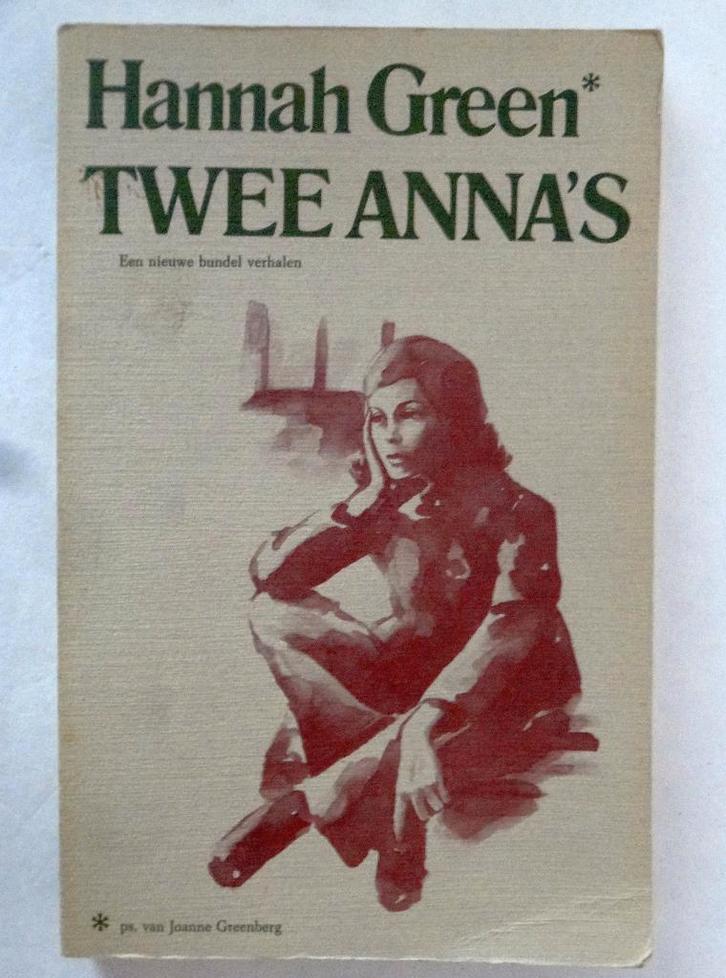 Hannah Green*
TWEE ANNA'S
Een nieuwe bundel verhalen
* ps. van Joanne Greenberg